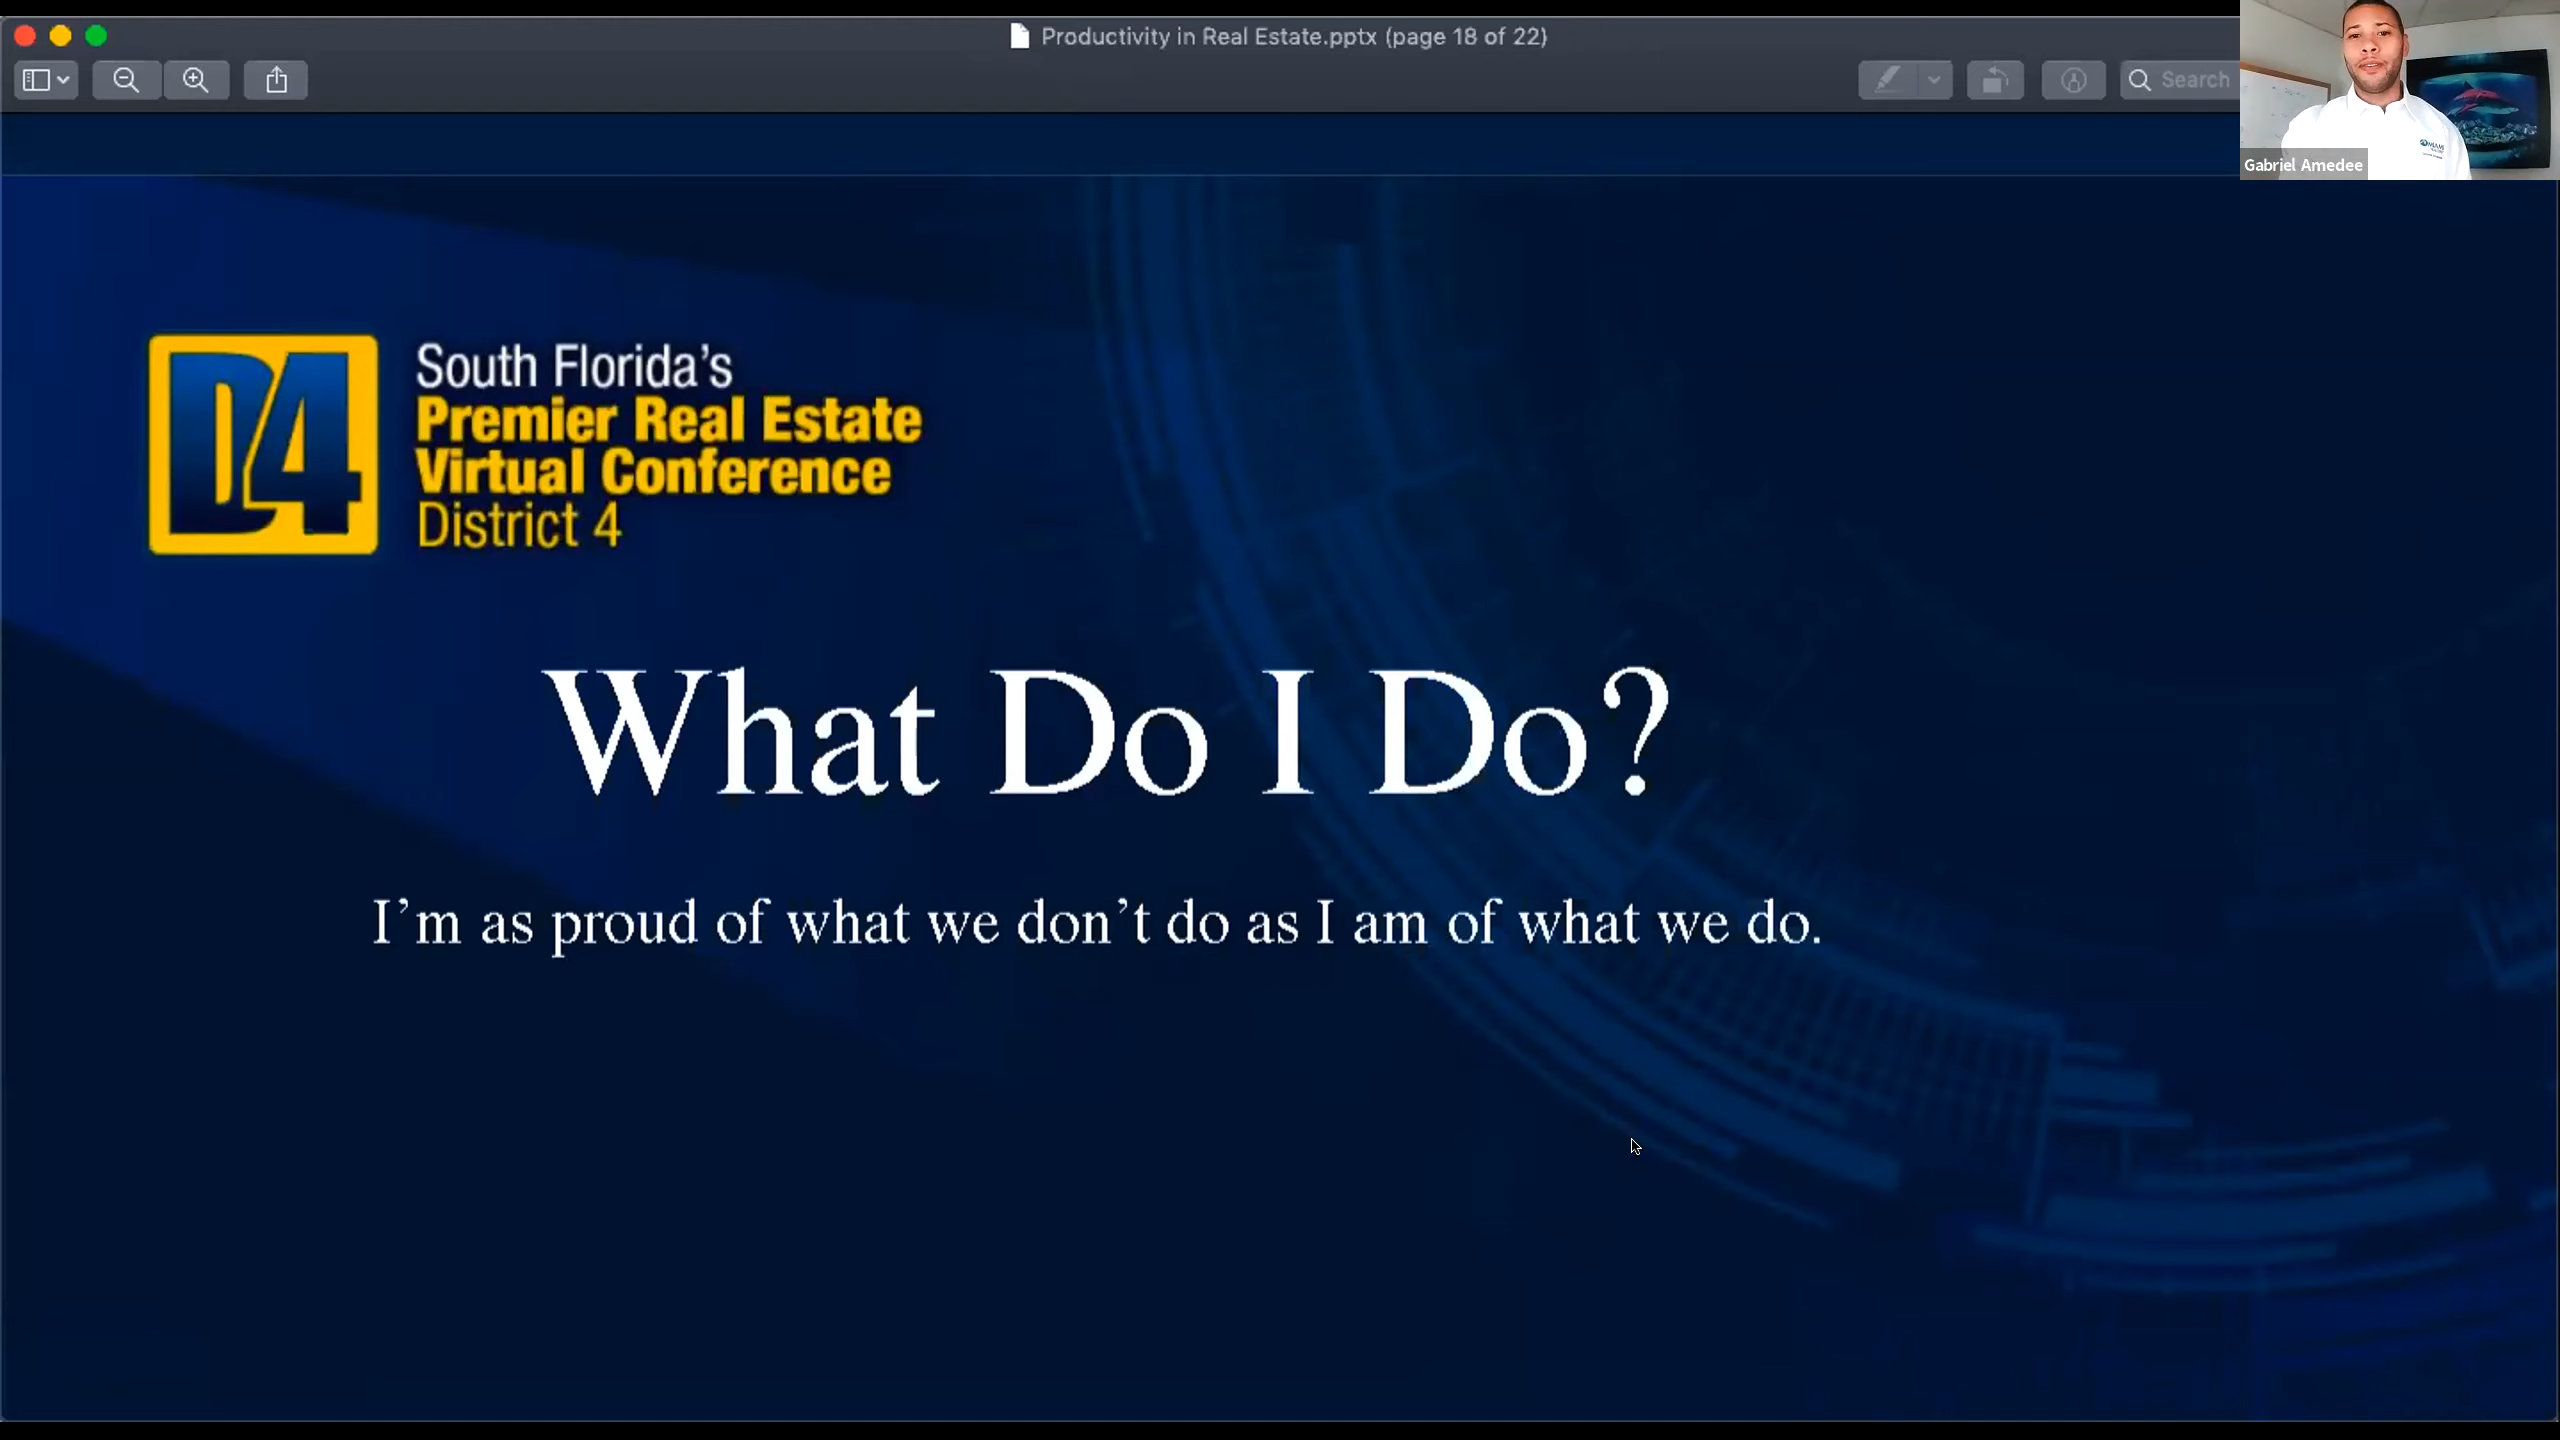 Productivity in Real Estate.pptx (page 18 of 22)
Search
MIAMI
Gabriel Amedee
D4
South Florida's
Premier Real Estate
Virtual Conference
District 4
What Do I Do?
I'm as proud of what we don't do as I am of what we do.